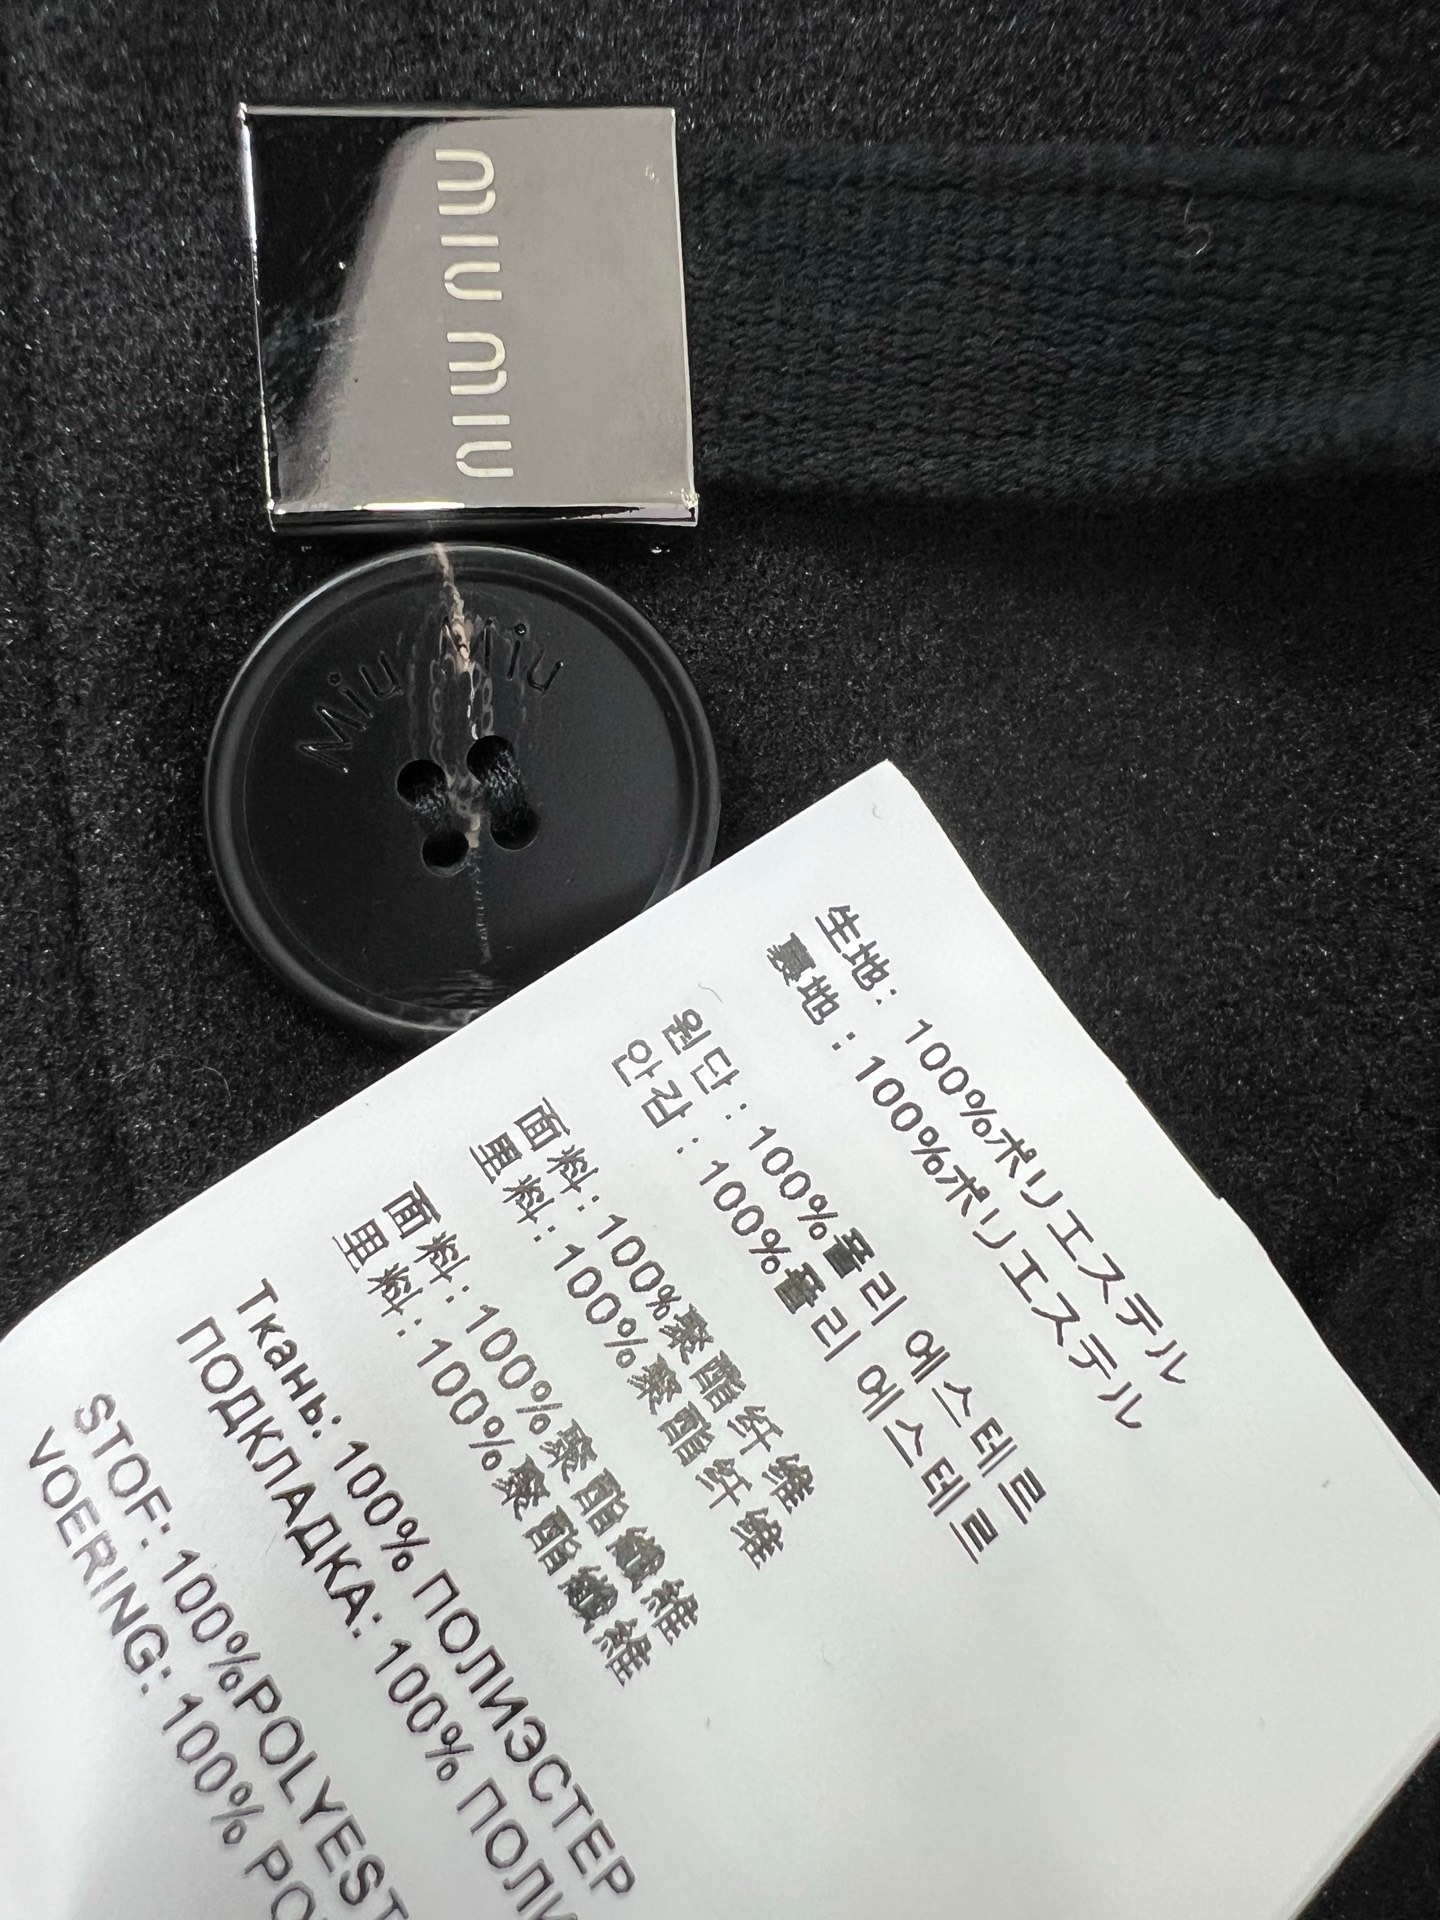 miu miu
Miu Miu
生地: 100%ポリエステル
裏地:100%ポリエステル
원단:100%폴리 에스테르
안감:100%폴리 에스테르
面料:100%聚酯纤维
里料:100%聚酯纤维
面料:100%聚酯纖維
里料:100%聚酯纖維
Ткань: 100% ПОЛИЭСТЕР
ПОДКЛАДКА: 100% ПОЛИ
STOF: 100%POLYEST
VOERING: 100% PO